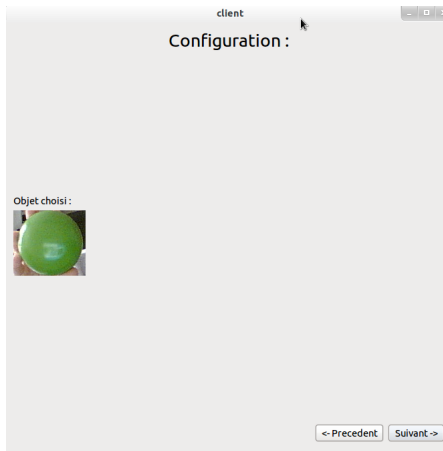 client
Configuration :
Objet choisi :
<- Precedent
Suivant ->